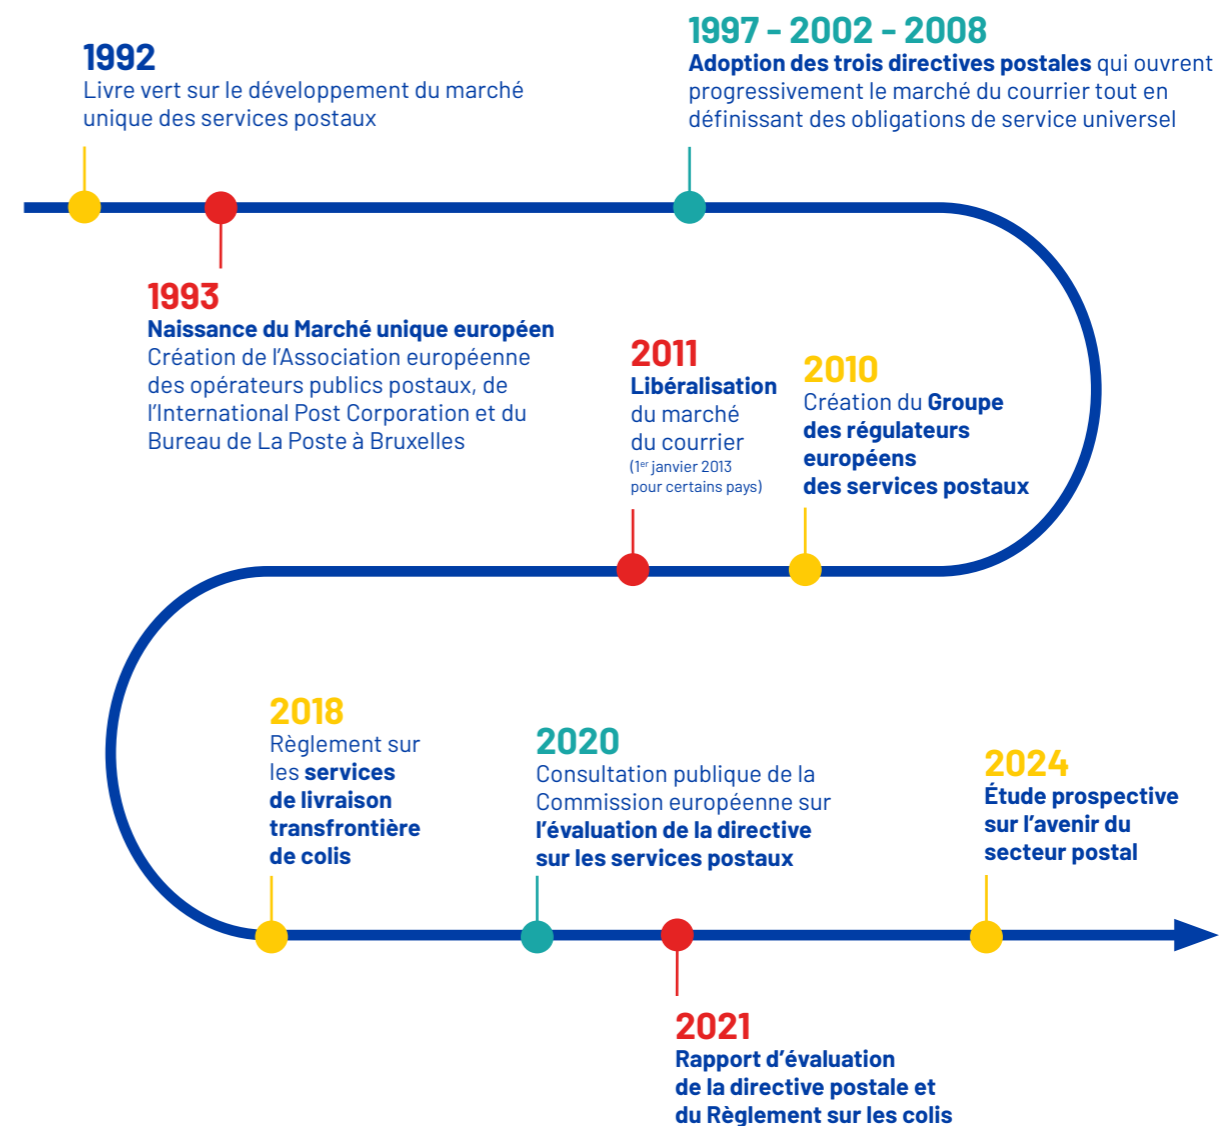 1992
Livre vert sur le développement du marché
unique des services postaux
1997 - 2002 - 2008
Adoption des trois directives postales qui ouvrent
progressivement le marché du courrier tout en
définissant des obligations de service universel
1993
Naissance du Marché unique européen
Création de l’Association européenne
des opérateurs publics postaux, de
l’International Post Corporation et du
Bureau de La Poste à Bruxelles
2010
Création du Groupe
des régulateurs
européens
des services postaux
2011
Libéralisation
du marché
du courrier
(1er janvier 2013
pour certains pays)
2018
Règlement sur
les services
de livraison
transfrontière
de colis
2020
Consultation publique de la
Commission européenne sur
l’évaluation de la directive
sur les services postaux
2021
Rapport d’évaluation
de la directive postale et
du Règlement sur les colis
2024
Étude prospective
sur l’avenir du
secteur postal